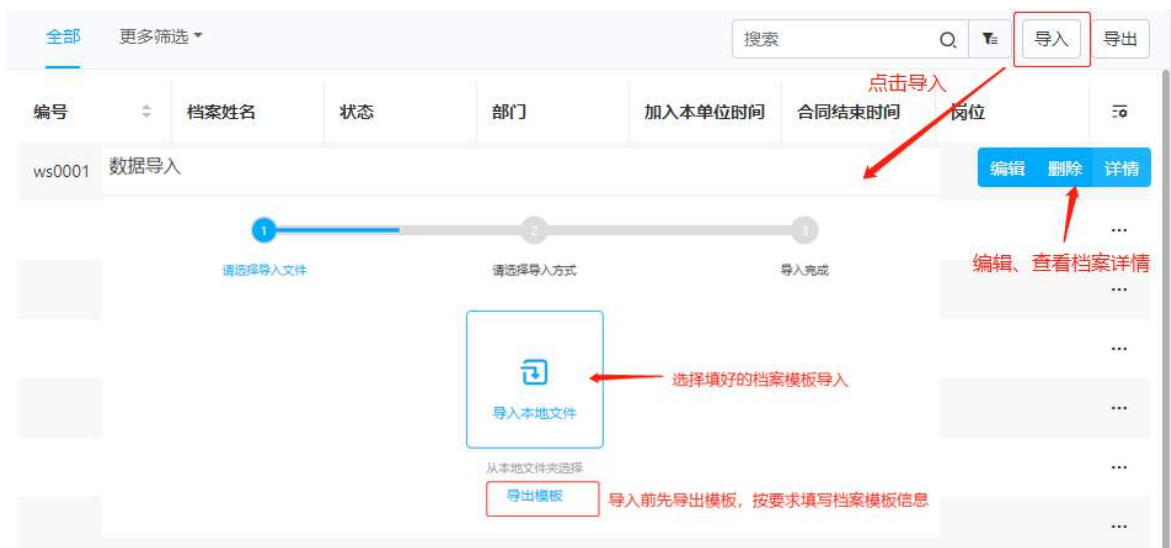 全部 更多筛选 搜索 导入 导出
点击导入
编号 档案姓名 状态 部门 加入本单位时间 合同结束时间 岗位
ws0001 数据导入 编辑 删除 详情
1 2 3
请选择导入文件 请选择导入方式 导入完成
编辑、查看档案详情
选择填好的档案模板导入
导入本地文件
从本地文件夹选择
导出模板 导入前先导出模板，按要求填写档案模板信息